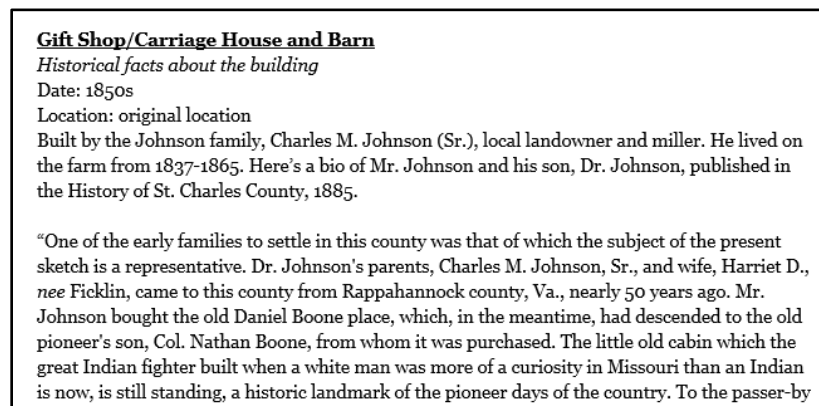 Gift Shop/Carriage House and Barn
Historical facts about the building
Date: 1850s
Location: original location
Built by the Johnson family, Charles M. Johnson (Sr.), local landowner and miller. He lived on
the farm from 1837-1865. Here’s a bio of Mr. Johnson and his son, Dr. Johnson, published in
the History of St. Charles County, 1885.
“One of the early families to settle in this county was that of which the subject of the present
sketch is a representative. Dr. Johnson's parents, Charles M. Johnson, Sr., and wife, Harriet D.,
nee Ficklin, came to this county from Rappahannock county, Va., nearly 50 years ago. Mr.
Johnson bought the old Daniel Boone place, which, in the meantime, had descended to the old
pioneer's son, Col. Nathan Boone, from whom it was purchased. The little old cabin which the
great Indian fighter built when a white man was more of a curiosity in Missouri than an Indian
is now, is still standing, a historic landmark of the pioneer days of the country. To the passer-by